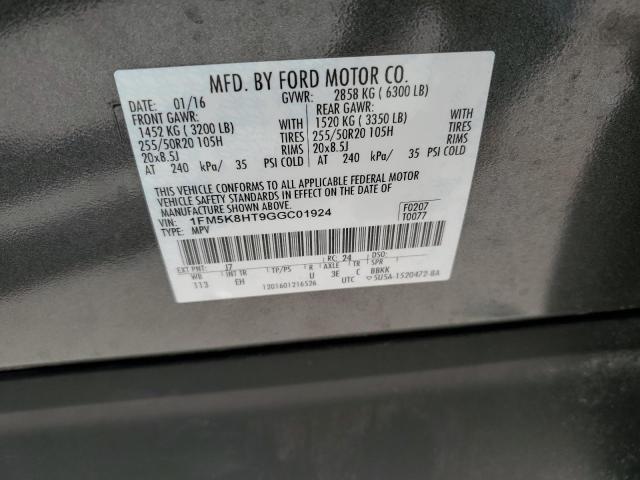 MFD. BY FORD MOTOR CO.
DATE: 01/16 GVWR: 2858 KG ( 6300 LB)
FRONT GAWR: REAR GAWR:
1452 KG ( 3200 LB) WITH 1520 KG ( 3350 LB) WITH
255/50R20 105H TIRES 255/50R20 105H TIRES
20x8.5J RIMS 20x8.5J RIMS
AT 240 kPa/ 35 PSI COLD AT 240 kPa/ 35 PSI COLD
THIS VEHICLE CONFORMS TO ALL APPLICABLE FEDERAL MOTOR
VEHICLE SAFETY STANDARDS IN EFFECT ON THE DATE OF
MANUFACTURE SHOWN ABOVE.
VIN: 1FM5K8HT9GGC01924 F0207
TYPE: MPV T0077
EXT PNT: J7 RC: 24 DSO:
WB INT TR TP/PS R AXLE TR SPR
113 EH U 3E C BBKK
1201601216526 UTC ▽5U5A-1520472-BA